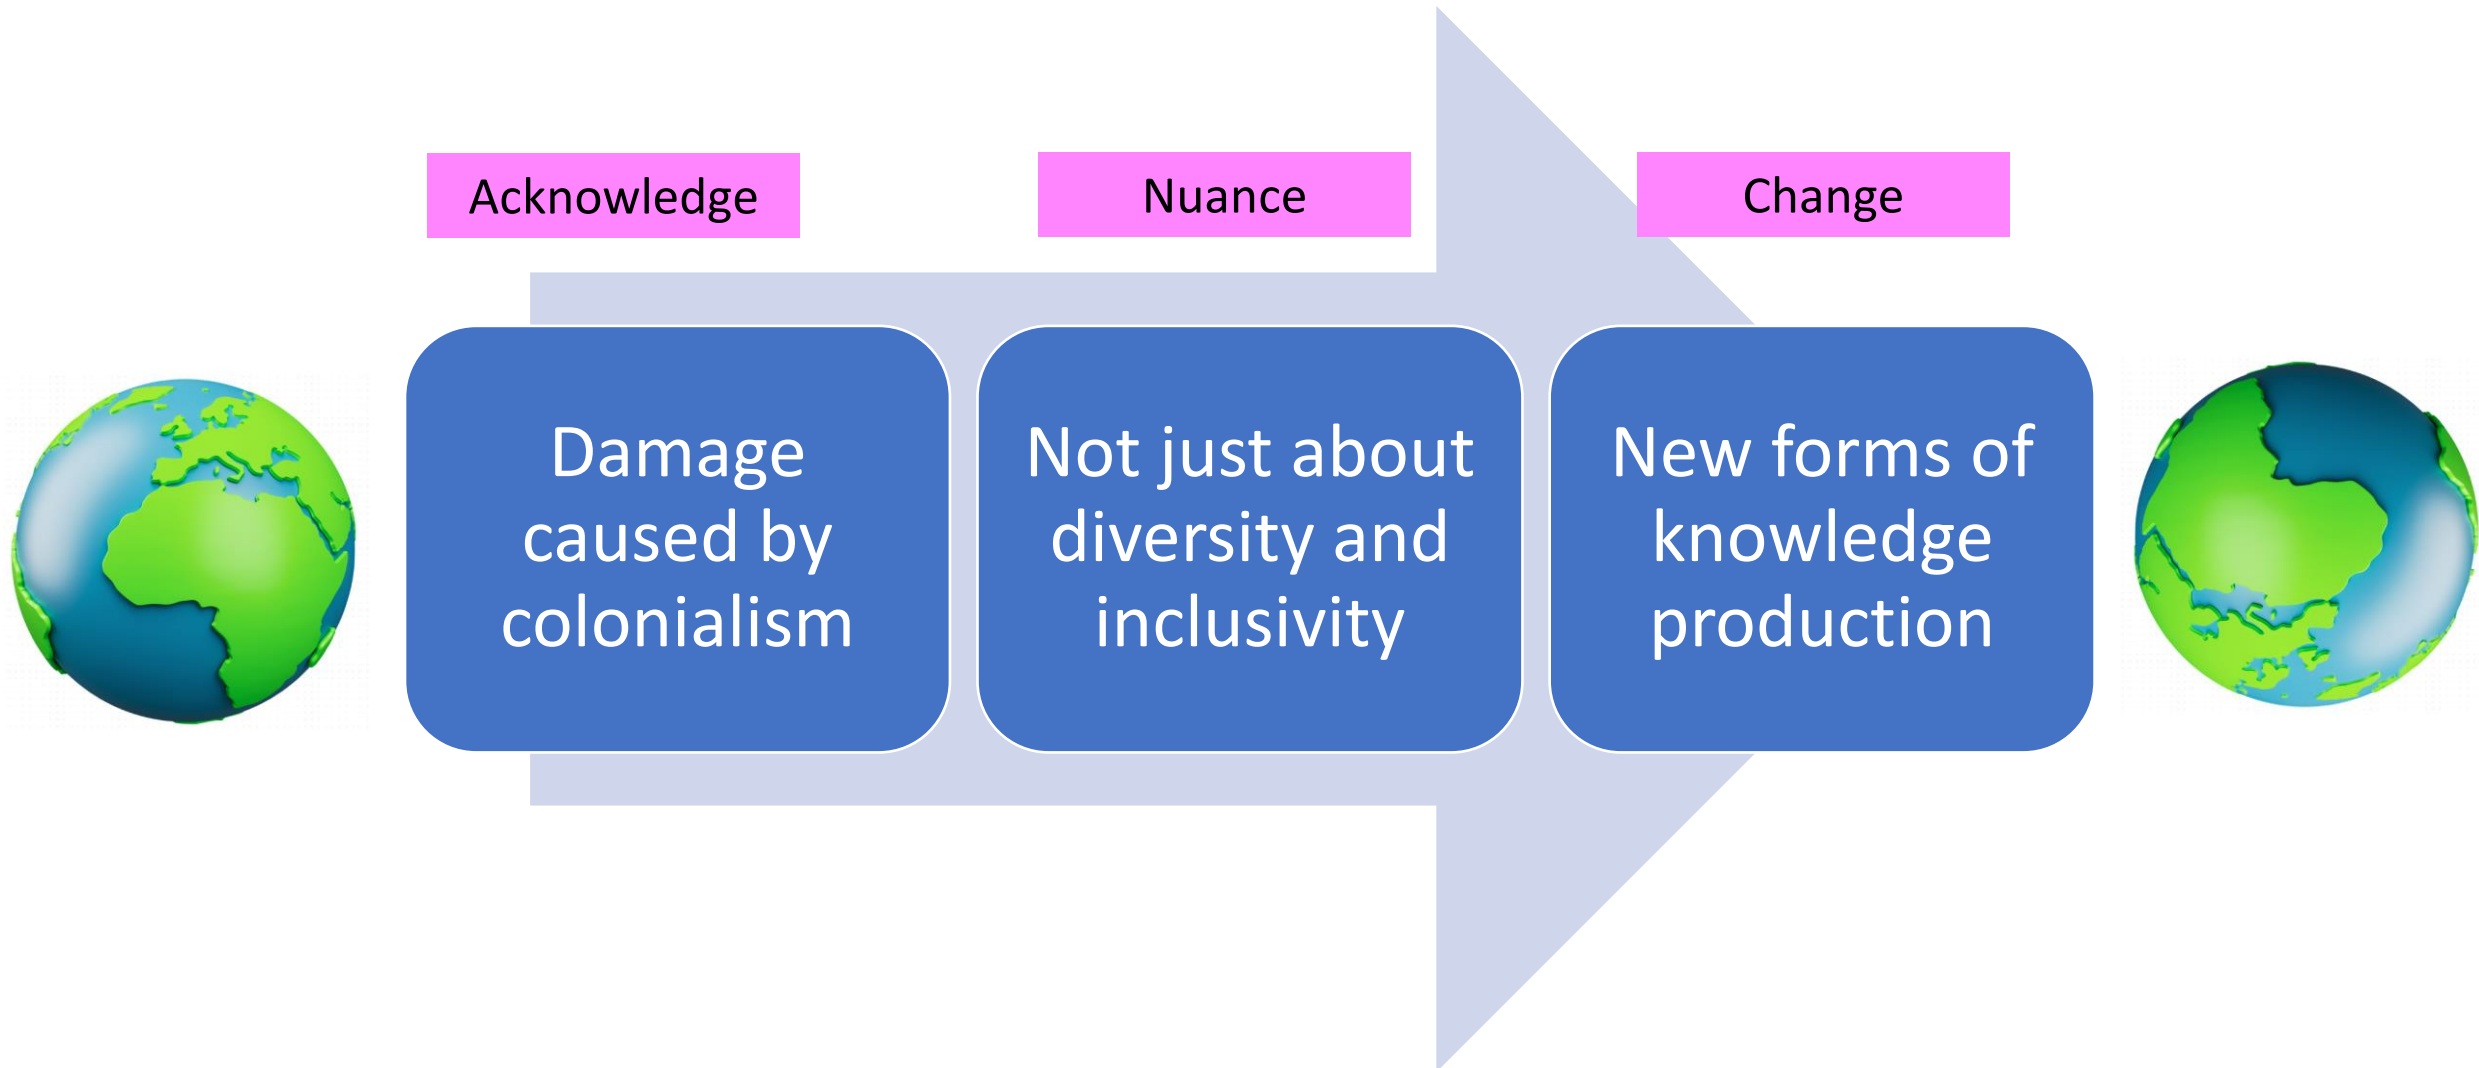 Acknowledge
Nuance
Change
Damage
caused by
colonialism
Not just about
diversity and
inclusivity
New forms of
knowledge
production